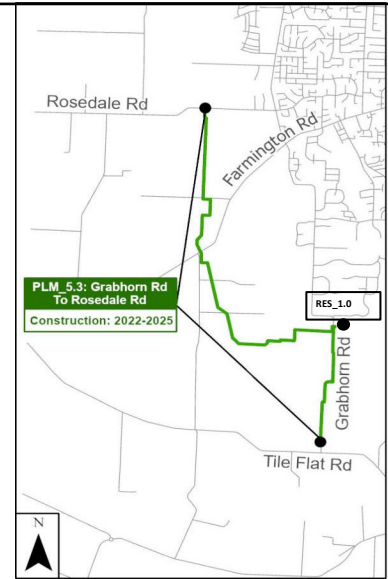 Rosedale Rd
Farmington Rd
PLM_5.3: Grabhorn Rd
To Rosedale Rd
Construction: 2022-2025
RES_1.0
Grabhorn Rd
Tile Flat Rd
N